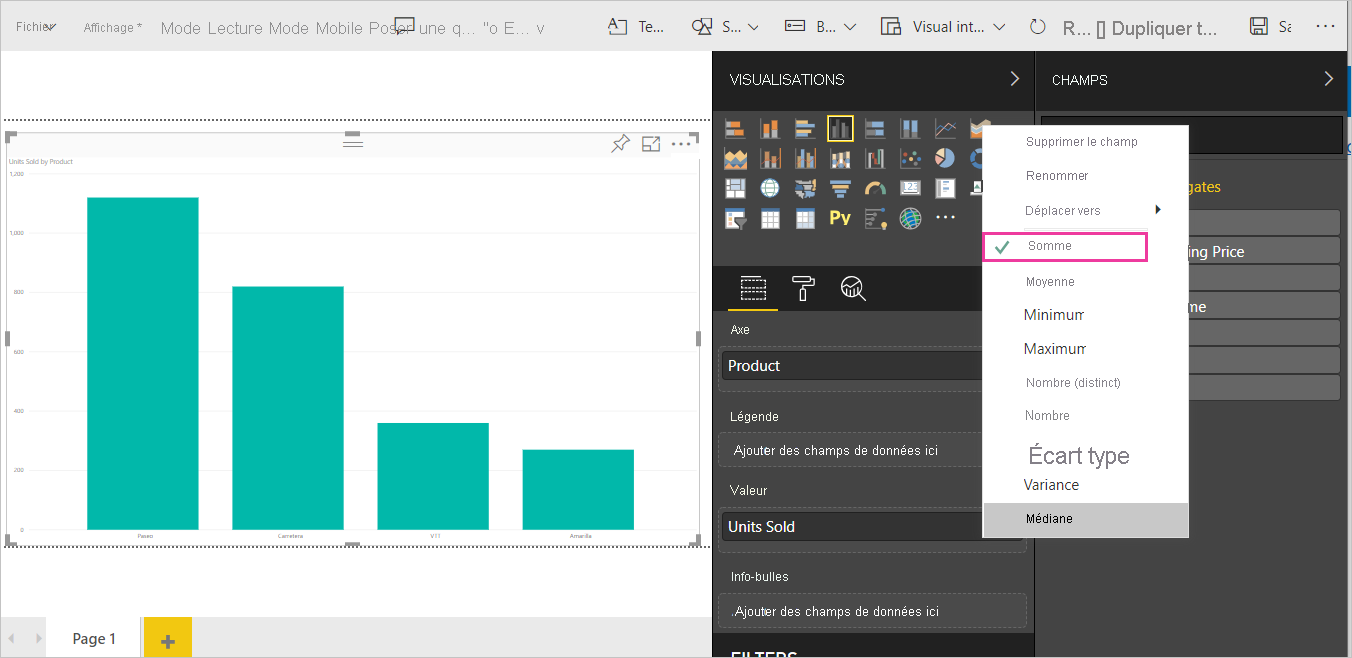 Fichier
Affichage *
Mode Lecture Mode Mobile Poser une q... "o E... v
Te...
S...
B...
Visual int...
R... [] Dupliquer t...
Sa
VISUALISATIONS
CHAMPS
Units Sold by Product
1,200
1,000
800
600
400
200
0
Paseo
Carretera
VTT
Amarilla
123
Py
Axe
Product
Légende
Ajouter des champs de données ici
Valeur
Units Sold
Info-bulles
.Ajouter des champs de données ici
FILTERS
Supprimer le champ
Renommer
Déplacer vers
Somme
Moyenne
Minimum
Maximum
Nombre (distinct)
Nombre
Écart type
Variance
Médiane
gates
ing Price
me
Page 1